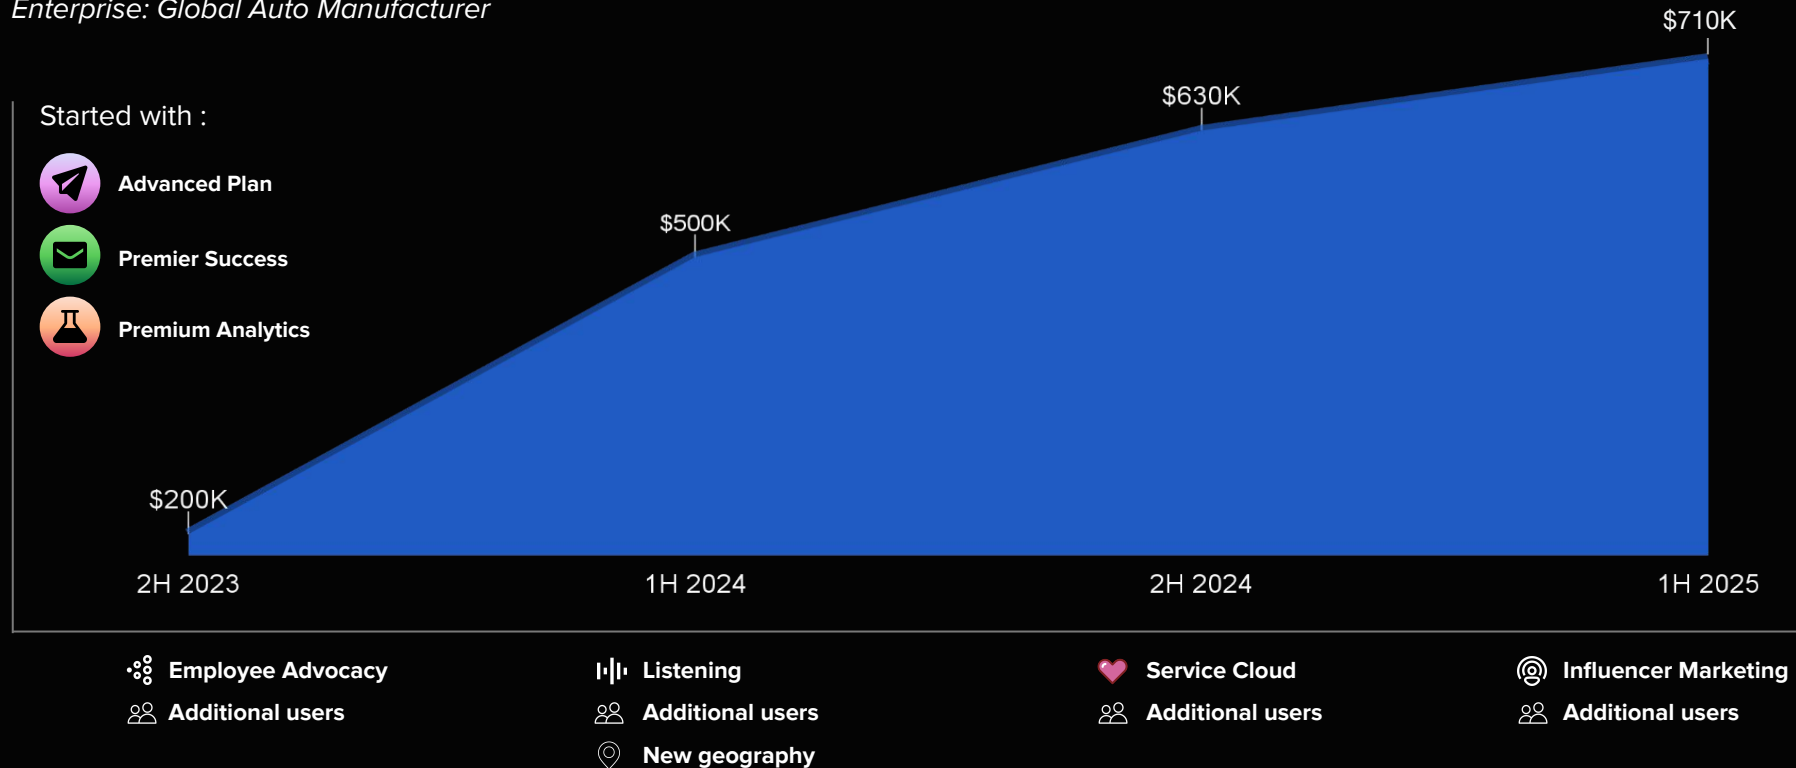 Enterprise: Global Auto Manufacturer
$710K
$630K
$500K
$200K
Started with :
Advanced Plan
Premier Success
Premium Analytics
2H 2023
1H 2024
2H 2024
1H 2025
Employee Advocacy
Additional users
Listening
Additional users
New geography
Service Cloud
Additional users
Influencer Marketing
Additional users